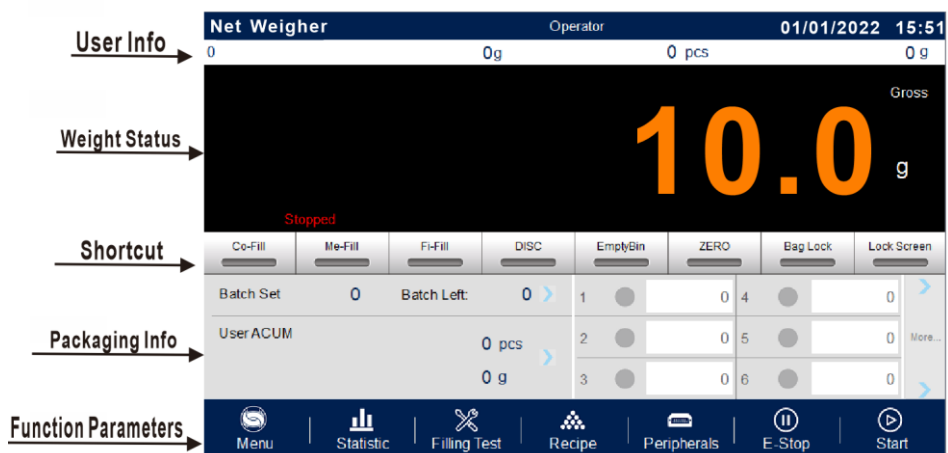 Net Weigher Operator 01/01/2022 15:51
User Info
0 0g 0 pcs 0 g
Gross
Weight Status
10.0 g
Stopped
Co-Fill Me-Fill Fi-Fill DISC EmptyBin ZERO Bag Lock Lock Screen
Shortcut
Batch Set 0 Batch Left: 0 1 0 4 0
User ACUM
Packaging Info
0 pcs 2 0 5 0 More...
0 g 3 0 6 0
Function Parameters
Menu Statistic Filling Test Recipe Peripherals E-Stop Start